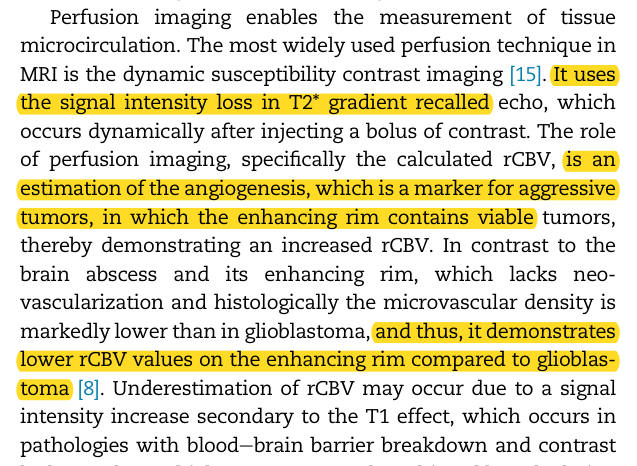 Perfusion imaging enables the measurement of tissue
microcirculation. The most widely used perfusion technique in
MRI is the dynamic susceptibility contrast imaging [15]. It uses
the signal intensity loss in T2* gradient recalled echo, which
occurs dynamically after injecting a bolus of contrast. The role
of perfusion imaging, specifically the calculated rCBV, is an
estimation of the angiogenesis, which is a marker for aggressive
tumors, in which the enhancing rim contains viable tumors,
thereby demonstrating an increased rCBV. In contrast to the
brain abscess and its enhancing rim, which lacks neo-
vascularization and histologically the microvascular density is
markedly lower than in glioblastoma, and thus, it demonstrates
lower rCBV values on the enhancing rim compared to glioblas-
toma [8]. Underestimation of rCBV may occur due to a signal
intensity increase secondary to the T1 effect, which occurs in
pathologies with blood–brain barrier breakdown and contrast